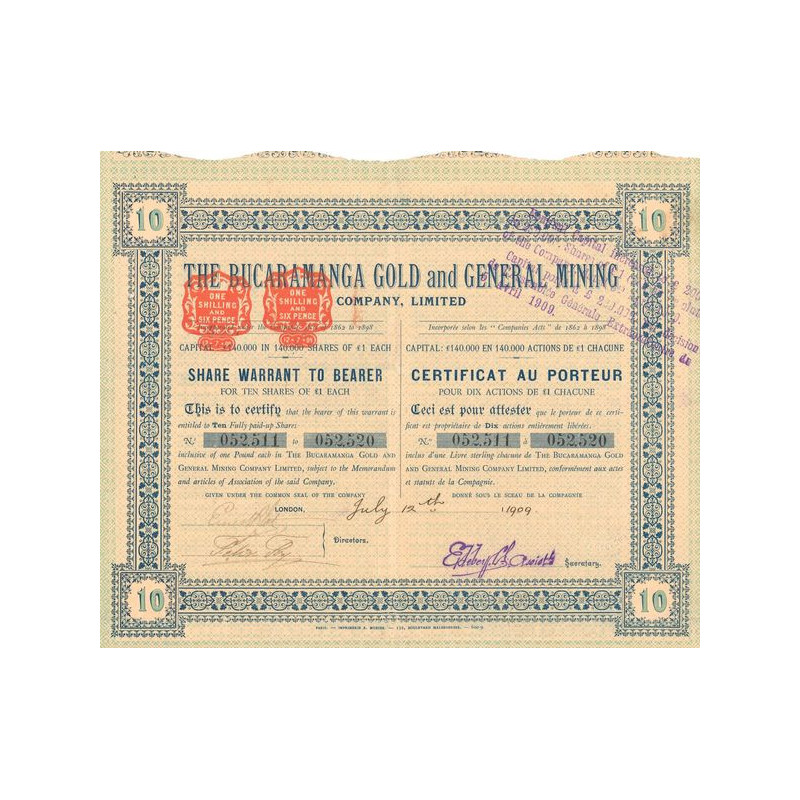 10
10
THE BUCARAMANGA GOLD and GENERAL MINING
COMPANY, LIMITED
ONE
SHILLING
AND
SIX PENCE
ONE
SHILLING
AND
SIX PENCE
Capital
Avril 1909.
1862 to 1898
CAPITAL: £140.000 IN 140.000 SHARES OF £1 EACH
SHARE WARRANT TO BEARER
FOR TEN SHARES OF £1 EACH
This is to certify that the bearer of this warrant is
entitled to Ten Fully paid-up Shares
N.º 052,511 to 052,520
inclusive of one Pound each in THE BUCARAMANGA GOLD AND
GENERAL MINING COMPANY LIMITED, subject to the Memorandum
and articles of Association of the said Company.
GIVEN UNDER THE COMMON SEAL OF THE COMPANY
Incorporée selon les "Companies Acts" de 1862 à 1898
CAPITAL: £140.000 EN 140.000 ACTIONS DE £1 CHACUNE
CERTIFICAT AU PORTEUR
POUR DIX ACTIONS DE £1 CHACUNE
Ceci est pour attester que le porteur de ce certi-
ficat est propriétaire de Dix actions entièrement libérées.
N.º 052,511 à 052,520
inclus d'une Livre sterling chacune de THE BUCARAMANGA GOLD
AND GENERAL MINING COMPANY LIMITED, conformément aux actes
et statuts de la Compagnie.
DONNÉ SOUS LE SCEAU DE LA COMPAGNIE
LONDON, July 12th 1909.
Directors.
Secretary.
10
10